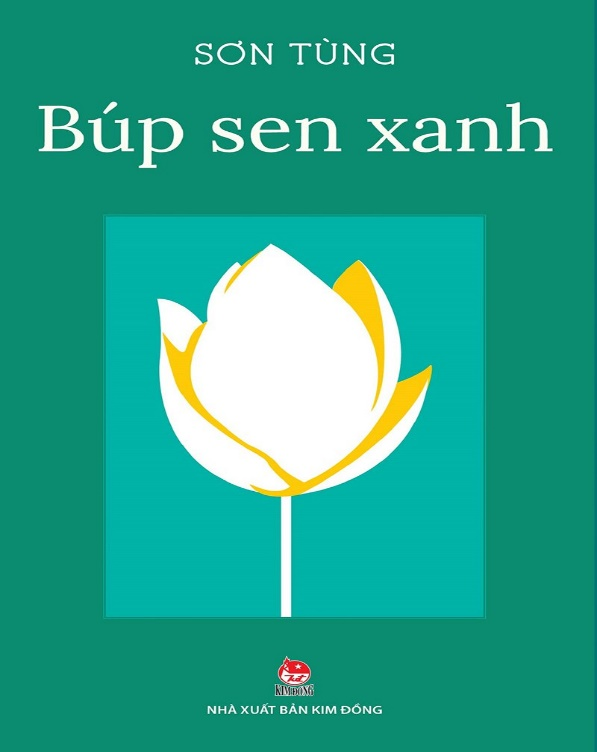 SƠN TÙNG
Búp sen xanh
KIM ĐỒNG
NHÀ XUẤT BẢN KIM ĐỒNG